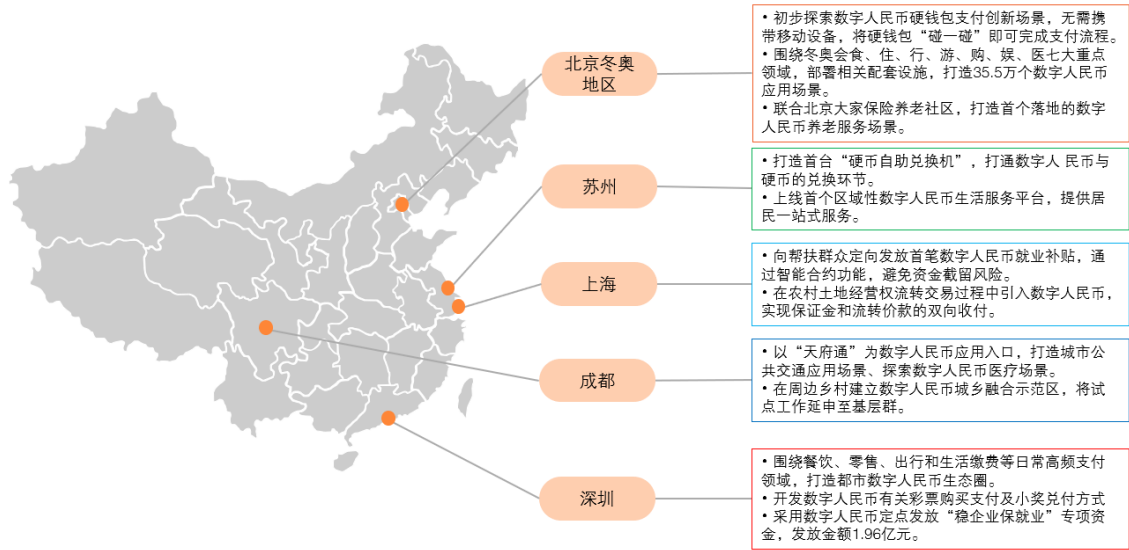 北京冬奥
地区
• 初步探索数字人民币硬钱包支付创新场景，无需携
带移动设备，将硬钱包“碰一碰”即可完成支付流程。
• 围绕冬奥会食、住、行、游、购、娱、医七大重点
领域，部署相关配套设施，打造35.5万个数字人民币
应用场景。
• 联合北京大家保险养老社区，打造首个落地的数字
人民币养老服务场景。
苏州
• 打造首台“硬币自助兑换机”，打通数字人 民币与
硬币的兑换环节。
• 上线首个区域性数字人民币生活服务平台，提供居
民一站式服务。
上海
• 向帮扶群众定向发放首笔数字人民币就业补贴，通
过智能合约功能，避免资金截留风险。
• 在农村土地经营权流转交易过程中引入数字人民币，
实现保证金和流转价款的双向收付。
成都
• 以“天府通”为数字人民币应用入口，打造城市公
共交通应用场景、探索数字人民币医疗场景。
• 在周边乡村建立数字人民币城乡融合示范区，将试
点工作延申至基层群。
深圳
• 围绕餐饮、零售、出行和生活缴费等日常高频支付
领域，打造都市数字人民币生态圈。
• 开发数字人民币有关彩票购买支付及小奖兑付方式
• 采用数字人民币定点发放“稳企业保就业”专项资
金，发放金额1.96亿元。